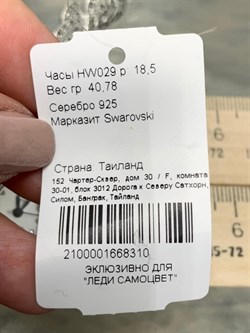 Часы HW029 р. 18,5
Вес гр 40,78
Серебро 925
Марказит Swarovski
Страна Таиланд
152 Чартер-Сквер, дом 30 / F, комната
30-01, блок 3012 Дорога к Северу Сатхорн,
Силом, Банграк, Тайланд
2100001668310
ЭКЛЮЗИВНО ДЛЯ
"ЛЕДИ САМОЦВЕТ"